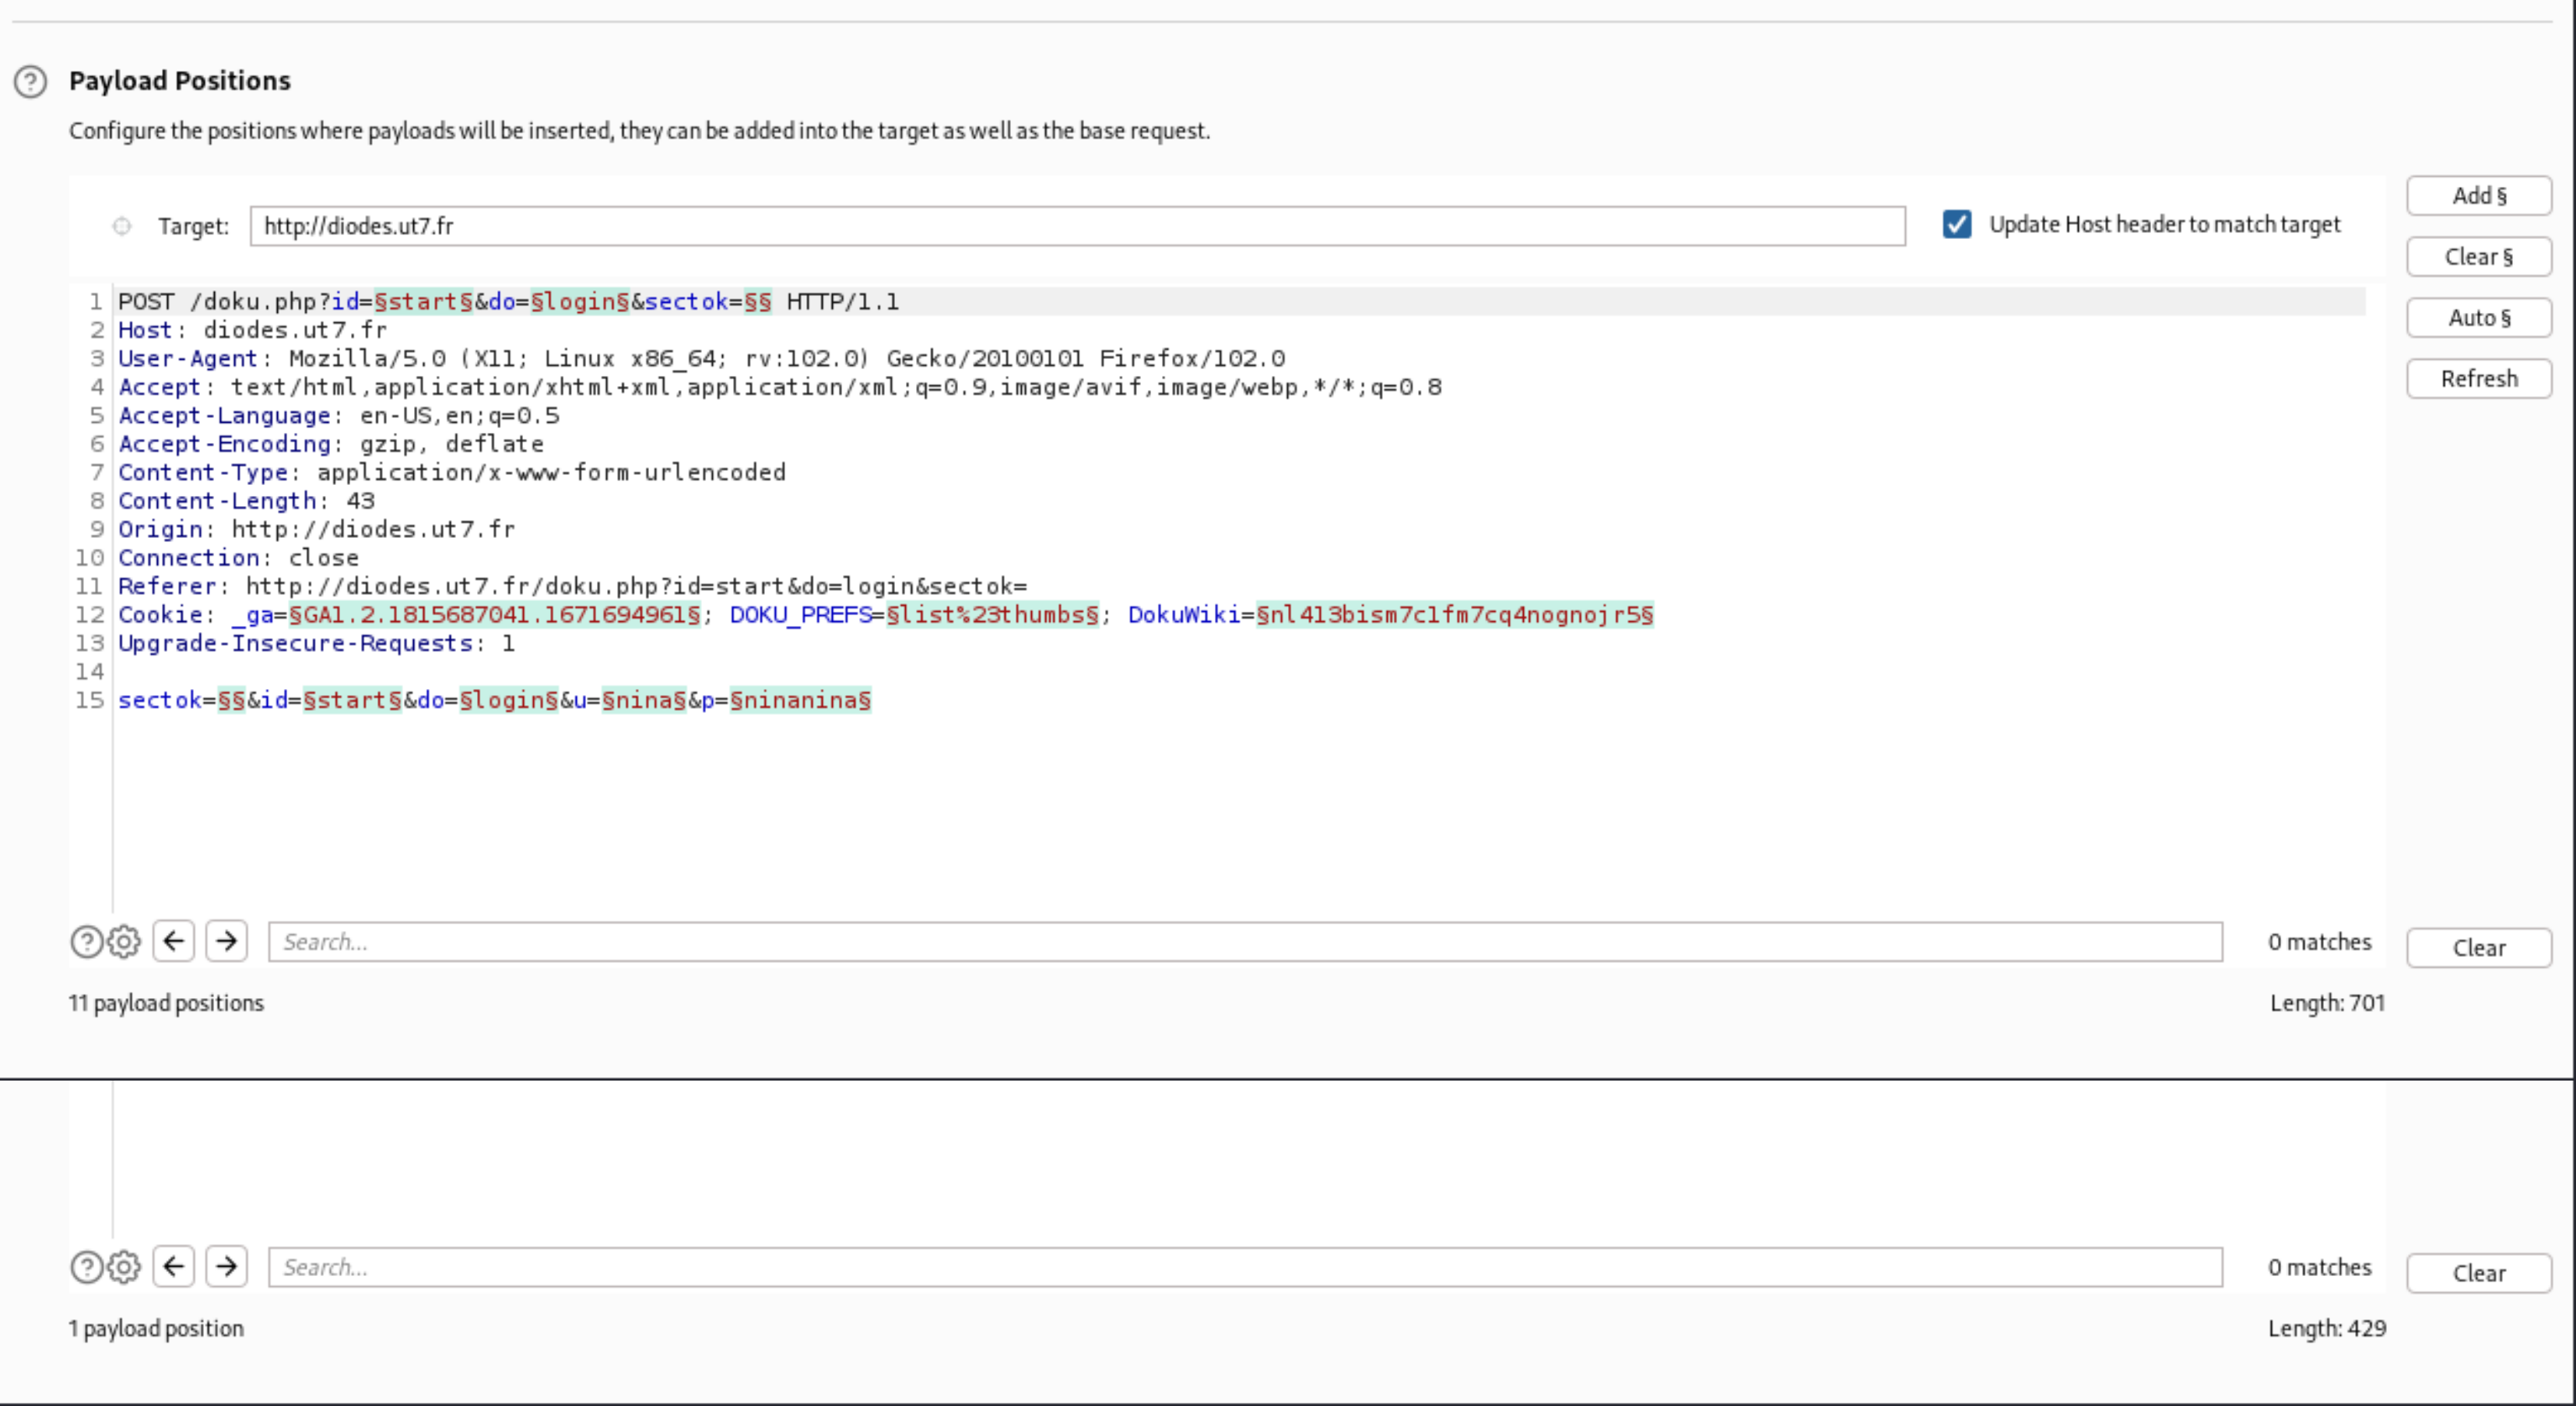 Payload Positions
Configure the positions where payloads will be inserted, they can be added into the target as well as the base request.
Target: http://diodes.ut7.fr Update Host header to match target
Add §
Clear §
Auto §
Refresh
1 POST /doku.php?id=§start§&do=§login§&sectok=§§ HTTP/1.1
2 Host: diodes.ut7.fr
3 User-Agent: Mozilla/5.0 (X11; Linux x86_64; rv:102.0) Gecko/20100101 Firefox/102.0
4 Accept: text/html,application/xhtml+xml,application/xml;q=0.9,image/avif,image/webp,*/*;q=0.8
5 Accept-Language: en-US,en;q=0.5
6 Accept-Encoding: gzip, deflate
7 Content-Type: application/x-www-form-urlencoded
8 Content-Length: 43
9 Origin: http://diodes.ut7.fr
10 Connection: close
11 Referer: http://diodes.ut7.fr/doku.php?id=start&do=login&sectok=
12 Cookie: _ga=§GA1.2.1815687041.1671694961§; DOKU_PREFS=§list%23thumbs§; DokuWiki=§nl413bism7c1fm7cq4nognojr5§
13 Upgrade-Insecure-Requests: 1
14
15 sectok=§§&id=§start§&do=§login§&u=§nina§&p=§ninanina§
Search... 0 matches Clear
11 payload positions Length: 701
Search... 0 matches Clear
1 payload position Length: 429